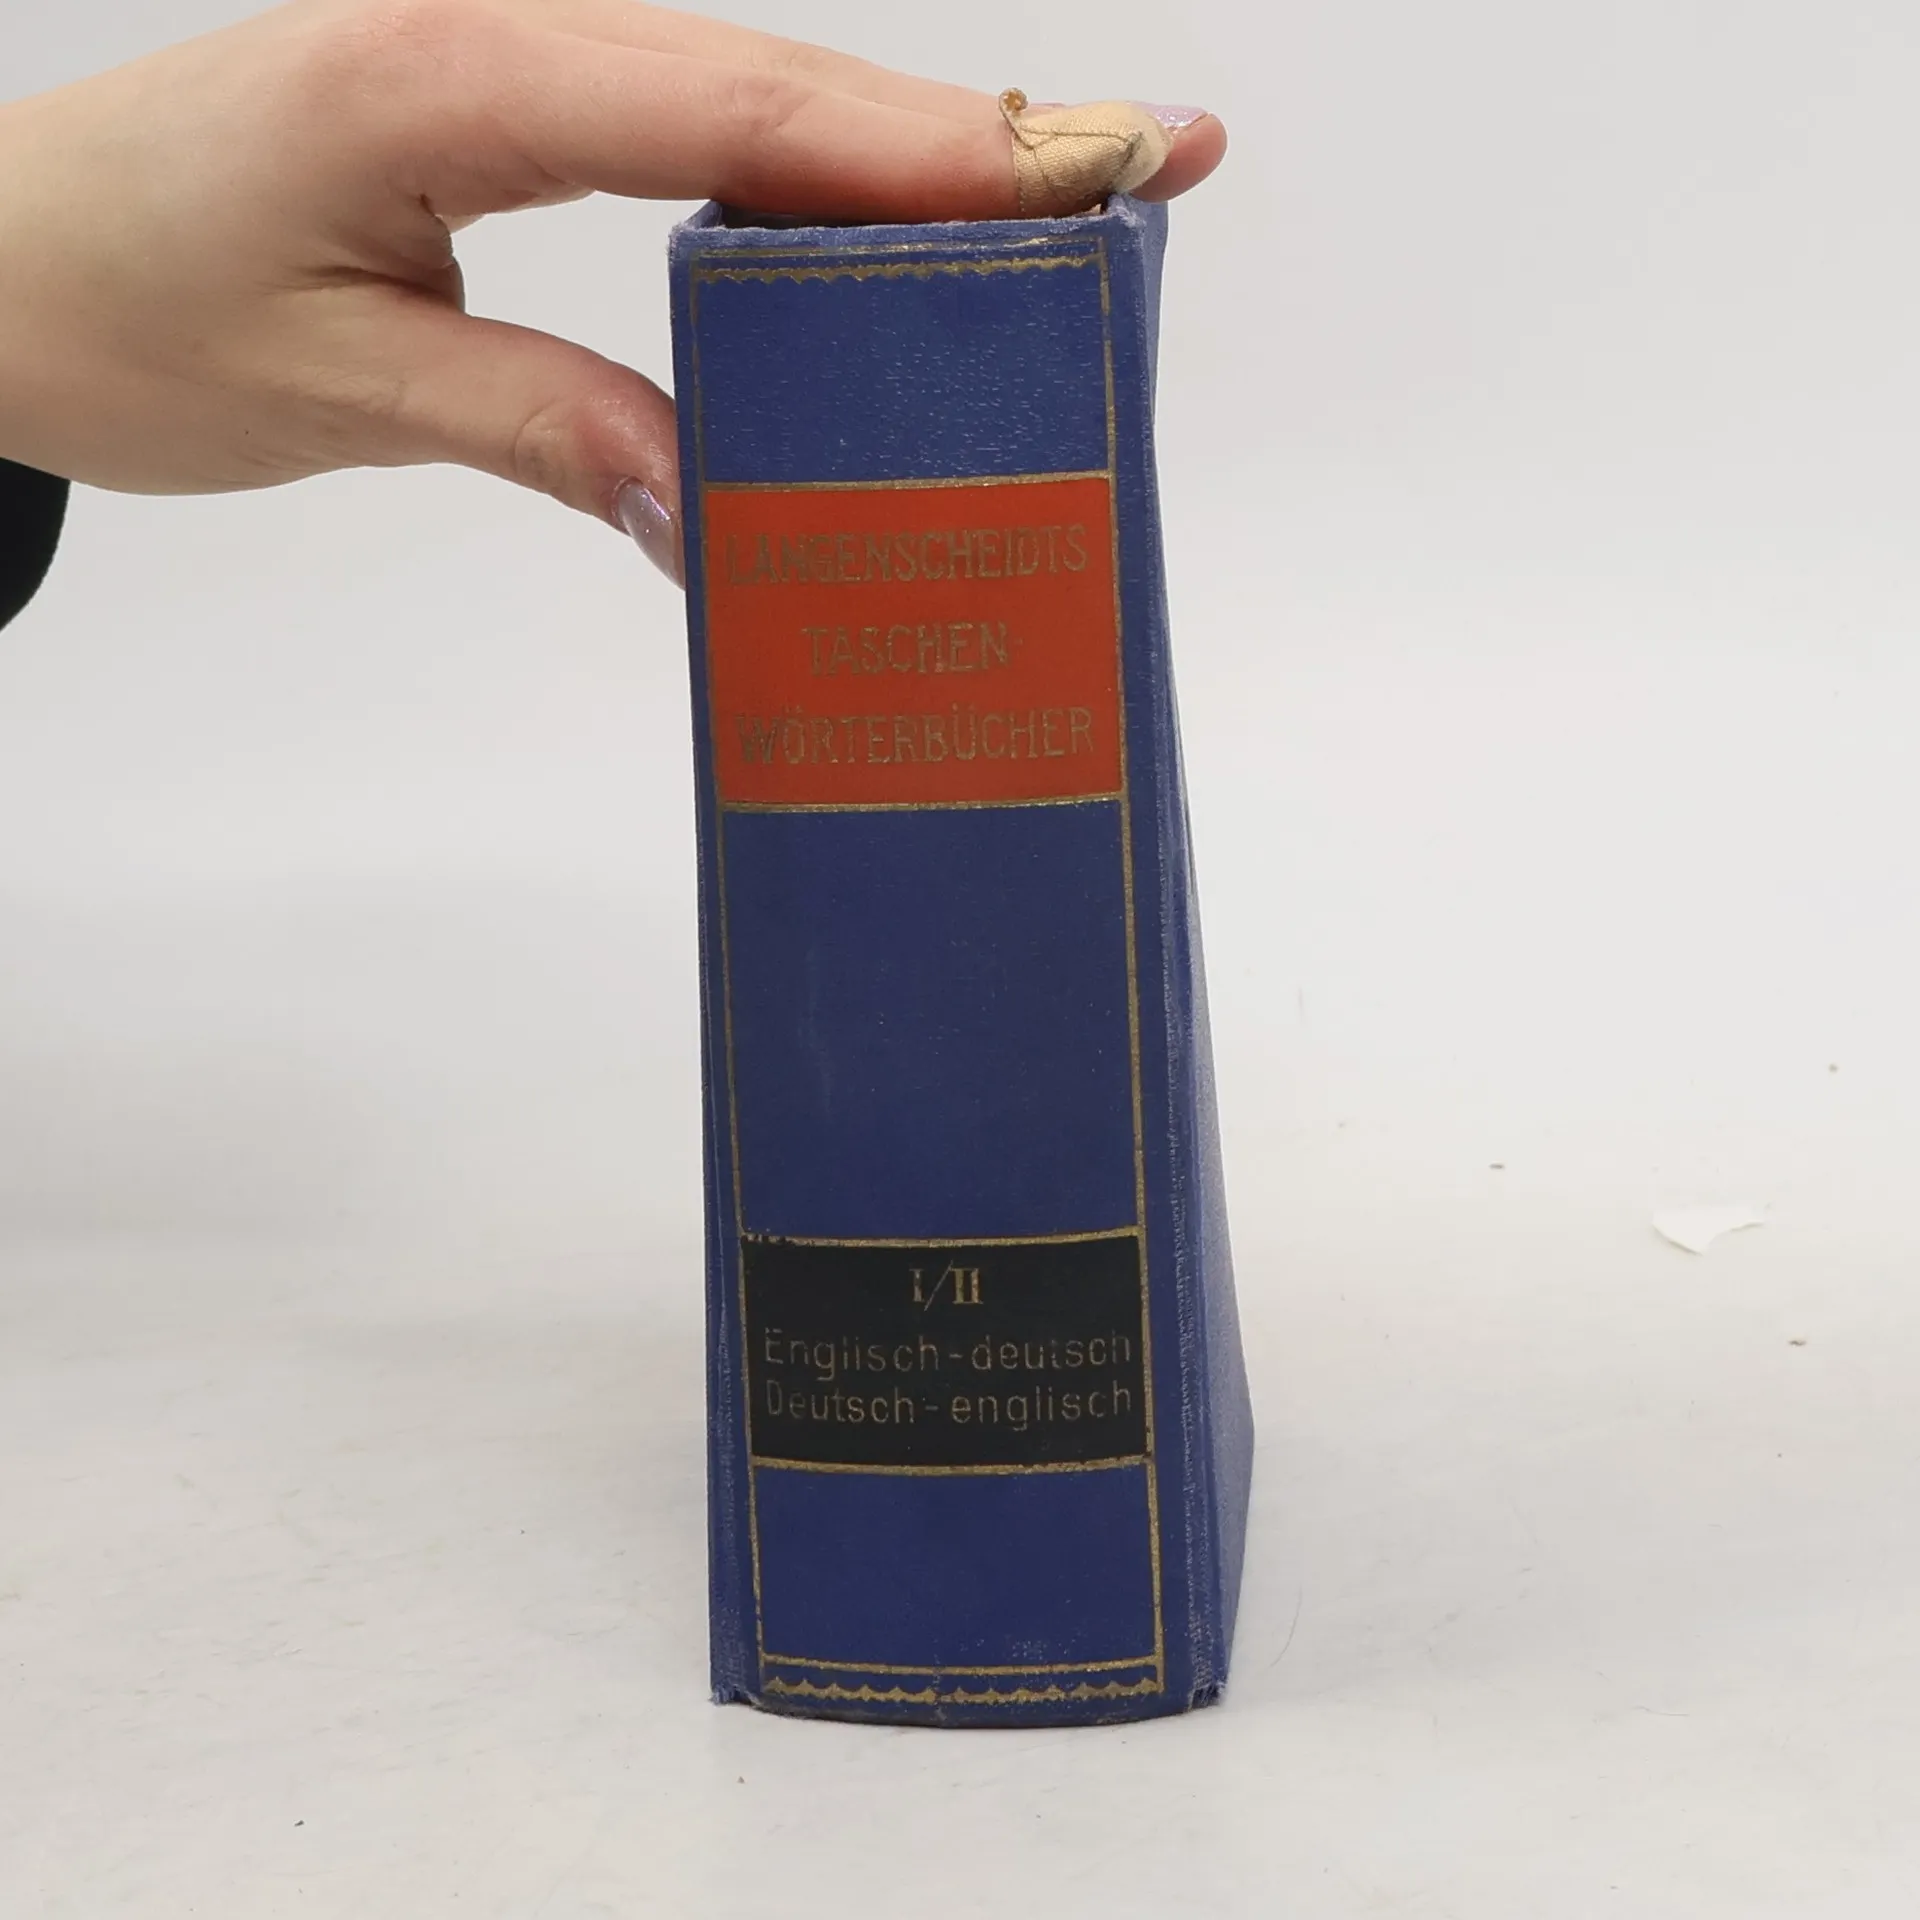 LANGENSCHEIDTS
TASCHEN-
WÖRTERBÜCHER
I/II
Englisch-deutsch
Deutsch-englisch